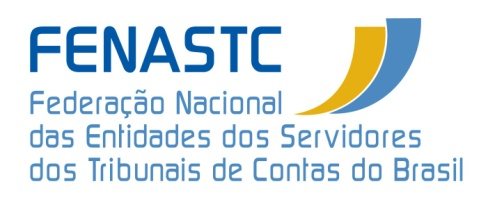 FENASTC
Federação Nacional
das Entidades dos Servidores
dos Tribunais de Contas do Brasil